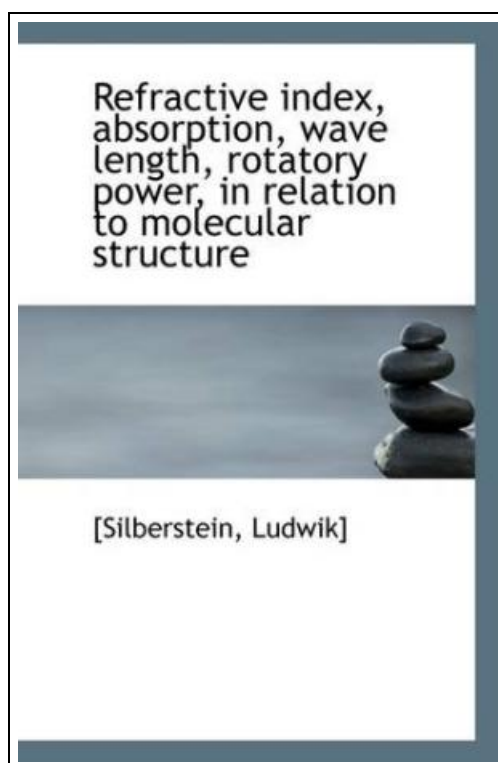 Refractive index,
absorption, wave
length, rotatory
power, in relation
to molecular
structure
[Silberstein, Ludwik]